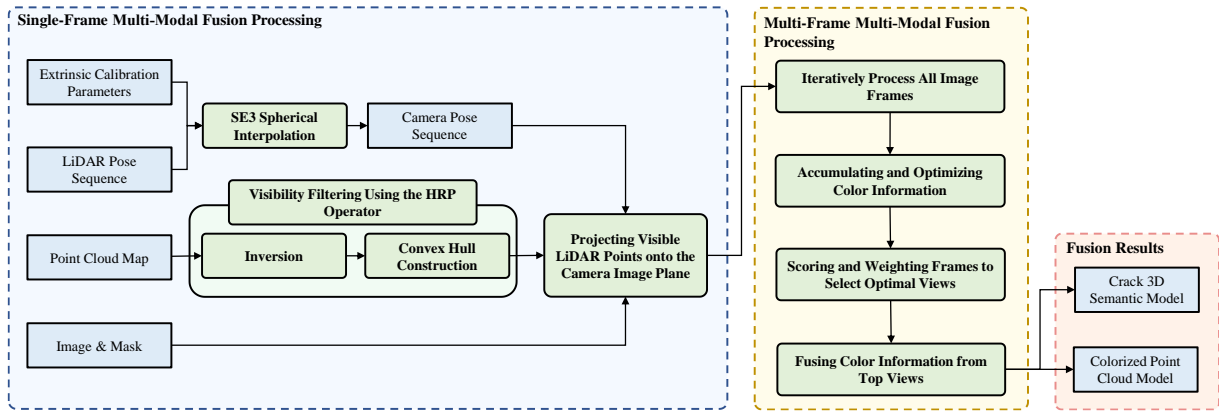 Single-Frame Multi-Modal Fusion Processing
Extrinsic Calibration
Parameters
LiDAR Pose
Sequence
SE3 Spherical
Interpolation
Camera Pose
Sequence
Visibility Filtering Using the HRP
Operator
Point Cloud Map
Inversion
Convex Hull
Construction
Projecting Visible
LiDAR Points onto the
Camera Image Plane
Image & Mask
Multi-Frame Multi-Modal Fusion
Processing
Iteratively Process All Image
Frames
Accumulating and Optimizing
Color Information
Scoring and Weighting Frames to
Select Optimal Views
Fusing Color Information from
Top Views
Fusion Results
Crack 3D
Semantic Model
Colorized Point
Cloud Model